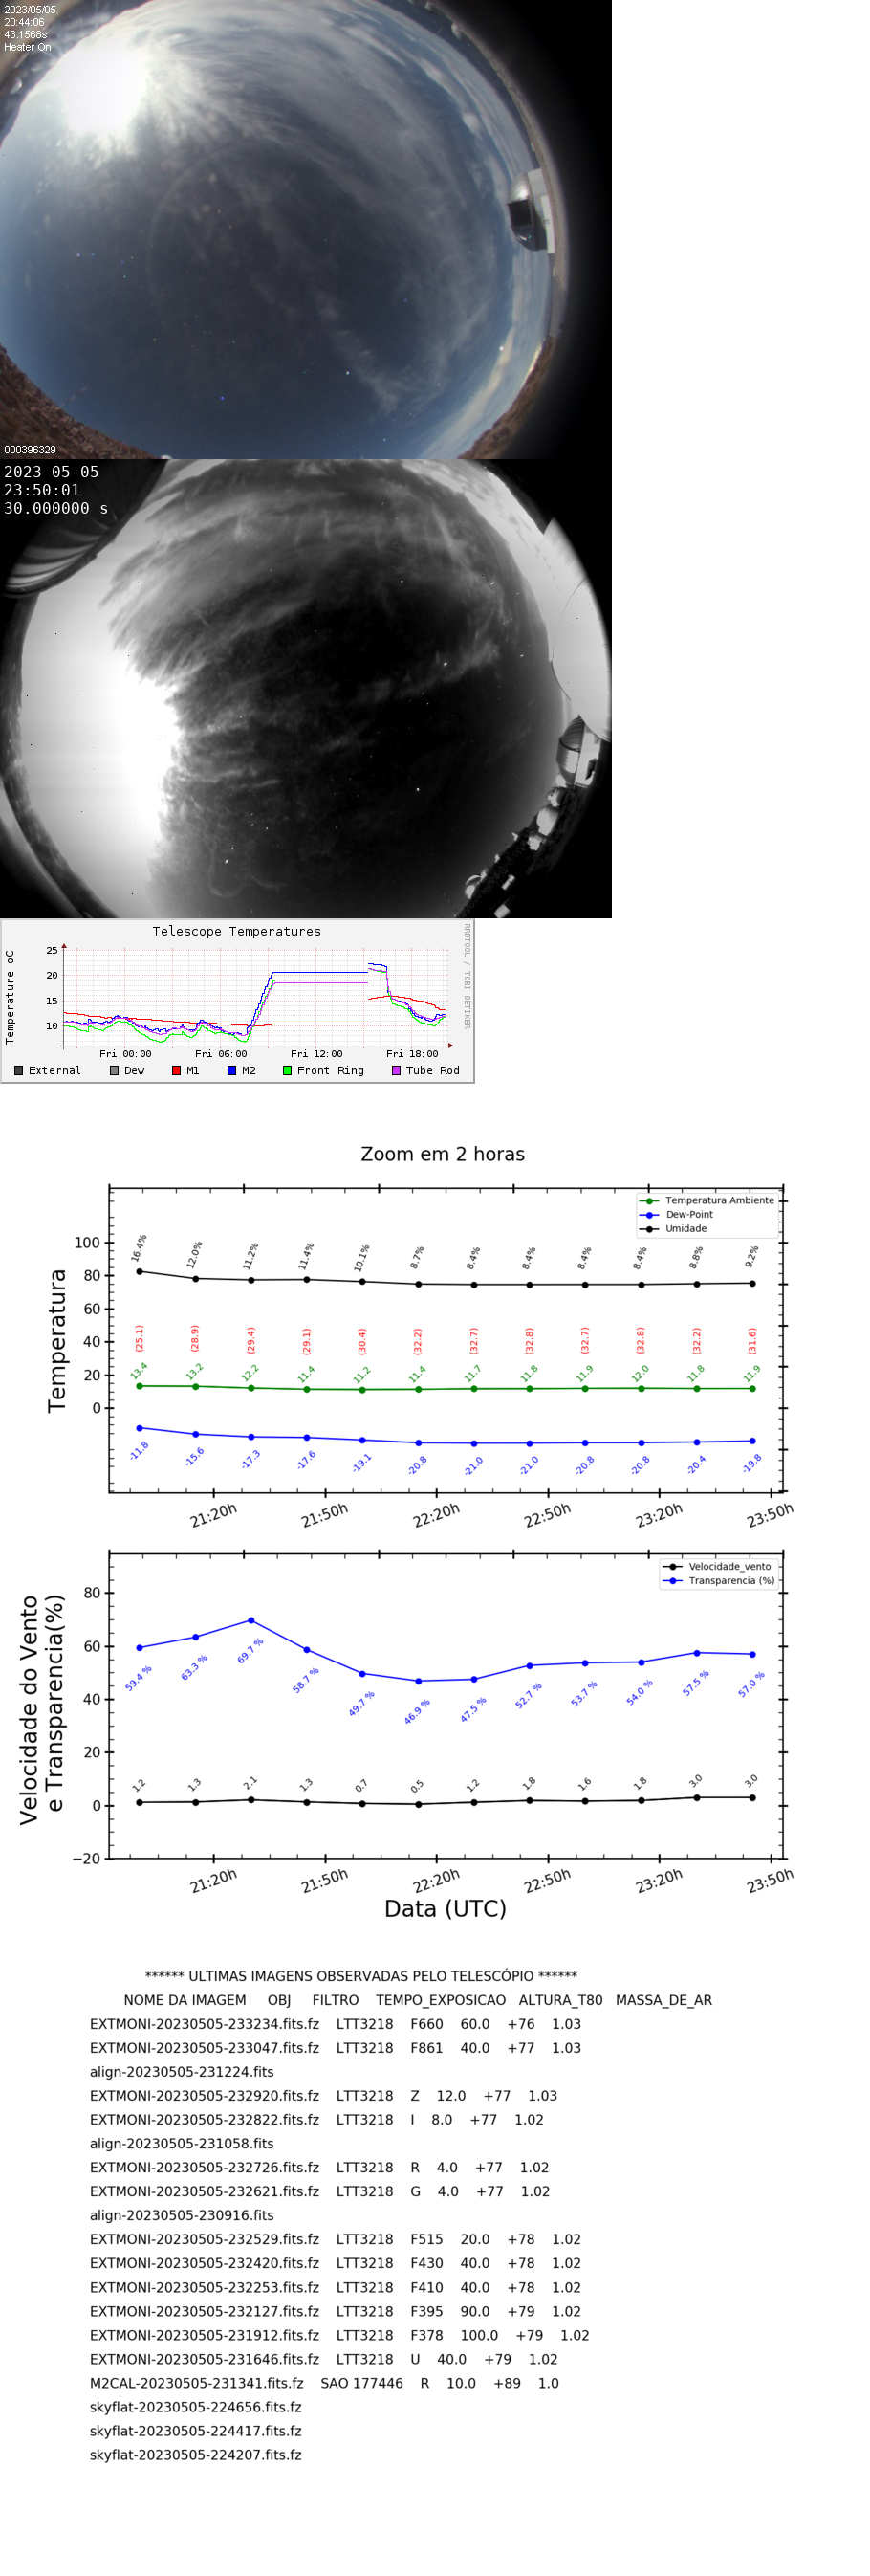 2023/05/05
20:44:06
43.1568s
Heater On
000396329
2023-05-05
23:50:01
30.000000 s
Telescope Temperatures
RRDTOOL / TOBI OETIKER
Temperature oC
25
20
15
10
Fri 00:00 Fri 06:00 Fri 12:00 Fri 18:00
External Dew M1 M2 Front Ring Tube Rod
Zoom em 2 horas
Temperatura Ambiente
Dew-Point
Umidade
Temperatura
100
80
60
40
20
0
16.4% 12.0% 11.2% 11.4% 10.1% 8.7% 8.4% 8.4% 8.4% 8.4% 8.8% 9.2%
(25.1) (28.9) (29.4) (29.1) (30.4) (32.2) (32.7) (32.8) (32.7) (32.8) (32.2) (31.6)
13.4 13.2 12.2 11.4 11.2 11.4 11.7 11.8 11.9 12.0 11.8 11.9
-11.8 -15.6 -17.3 -17.6 -19.1 -20.8 -21.0 -21.0 -20.8 -20.8 -20.4 -19.8
21:20h 21:50h 22:20h 22:50h 23:20h 23:50h
Velocidade_vento
Transparencia (%)
Velocidade do Vento
e Transparencia(%)
80
60
40
20
0
−20
59.4 % 63.3 % 69.7 % 58.7 % 49.7 % 46.9 % 47.5 % 52.7 % 53.7 % 54.0 % 57.5 % 57.0 %
1.2 1.3 2.1 1.3 0.7 0.5 1.2 1.8 1.6 1.8 3.0 3.0
21:20h 21:50h 22:20h 22:50h 23:20h 23:50h
Data (UTC)
****** ULTIMAS IMAGENS OBSERVADAS PELO TELESCÓPIO ******
NOME DA IMAGEM OBJ FILTRO TEMPO_EXPOSICAO ALTURA_T80 MASSA_DE_AR
EXTMONI-20230505-233234.fits.fz LTT3218 F660 60.0 +76 1.03
EXTMONI-20230505-233047.fits.fz LTT3218 F861 40.0 +77 1.03
align-20230505-231224.fits
EXTMONI-20230505-232920.fits.fz LTT3218 Z 12.0 +77 1.03
EXTMONI-20230505-232822.fits.fz LTT3218 I 8.0 +77 1.02
align-20230505-231058.fits
EXTMONI-20230505-232726.fits.fz LTT3218 R 4.0 +77 1.02
EXTMONI-20230505-232621.fits.fz LTT3218 G 4.0 +77 1.02
align-20230505-230916.fits
EXTMONI-20230505-232529.fits.fz LTT3218 F515 20.0 +78 1.02
EXTMONI-20230505-232420.fits.fz LTT3218 F430 40.0 +78 1.02
EXTMONI-20230505-232253.fits.fz LTT3218 F410 40.0 +78 1.02
EXTMONI-20230505-232127.fits.fz LTT3218 F395 90.0 +79 1.02
EXTMONI-20230505-231912.fits.fz LTT3218 F378 100.0 +79 1.02
EXTMONI-20230505-231646.fits.fz LTT3218 U 40.0 +79 1.02
M2CAL-20230505-231341.fits.fz SAO 177446 R 10.0 +89 1.0
skyflat-20230505-224656.fits.fz
skyflat-20230505-224417.fits.fz
skyflat-20230505-224207.fits.fz